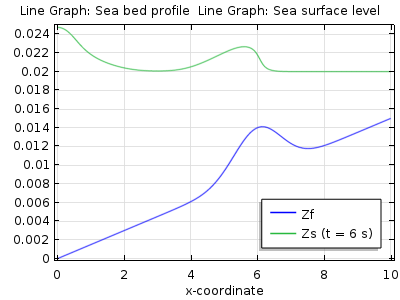 Line Graph: Sea bed profile  Line Graph: Sea surface level
0.024
0.022
0.02
0.018
0.016
0.014
0.012
0.01
0.008
0.006
0.004
0.002
0
Zf
Zs (t = 6 s)
0 2 4 6 8 10
x-coordinate